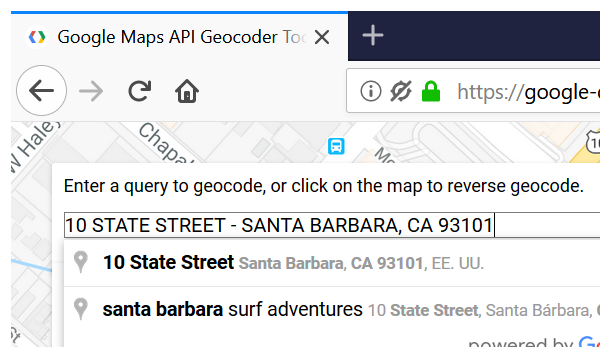 Google Maps API Geocoder Too
https://google-
W Haley
Chapal
Enter a query to geocode, or click on the map to reverse geocode.
10 STATE STREET - SANTA BARBARA, CA 93101
10 State Street Santa Barbara, CA 93101, EE. UU.
santa barbara surf adventures 10 State Street, Santa Bárbara,
powered by